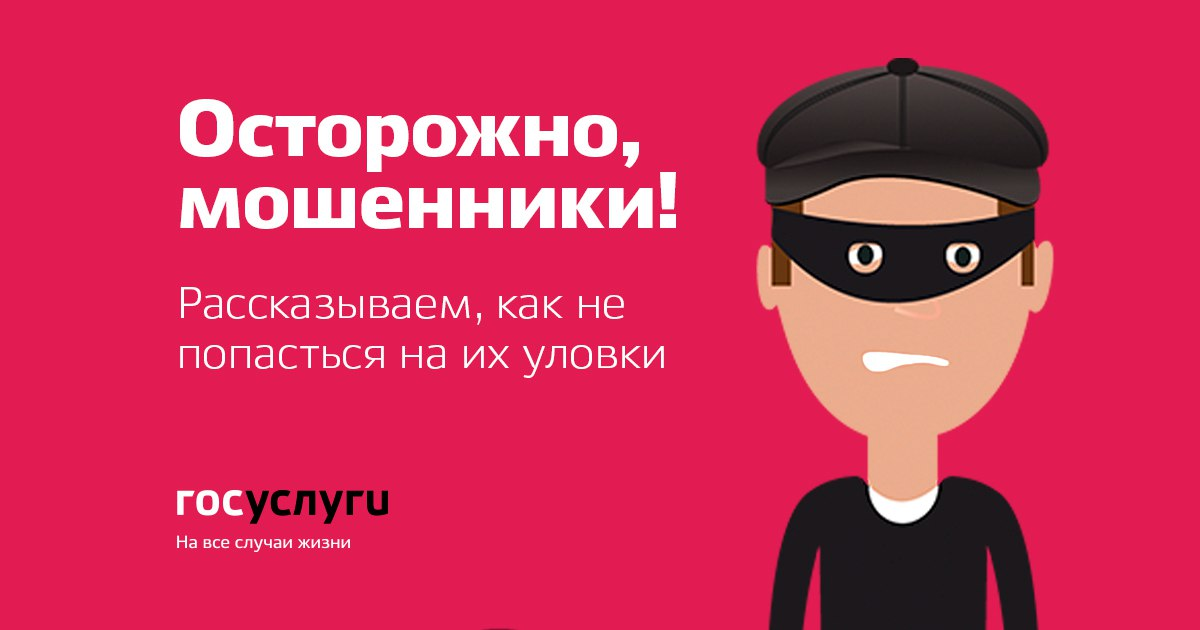 Осторожно,
мошенники!
Рассказываем, как не
попасться на их уловки
госуслуги
На все случаи жизни